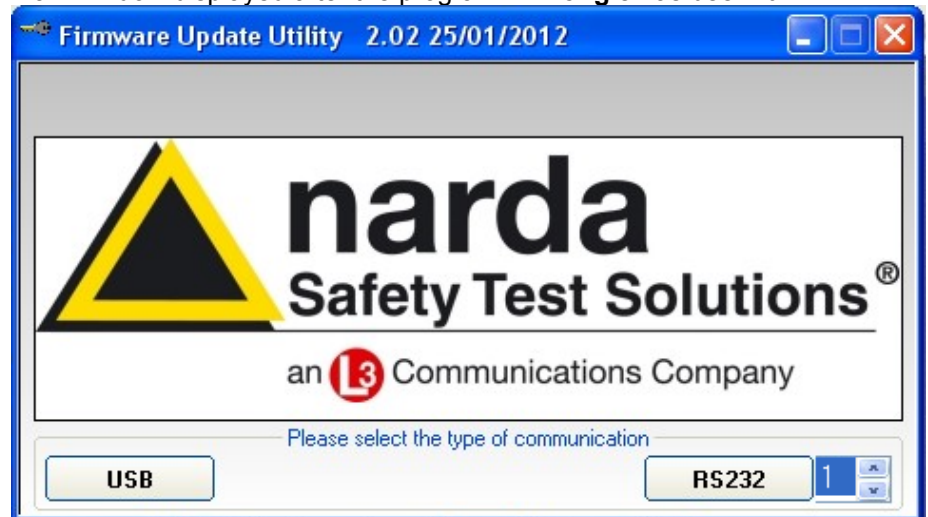 Firmware Update Utility 2.02 25/01/2012
narda
Safety Test Solutions®
an L3 Communications Company
Please select the type of communication
USB RS232 1